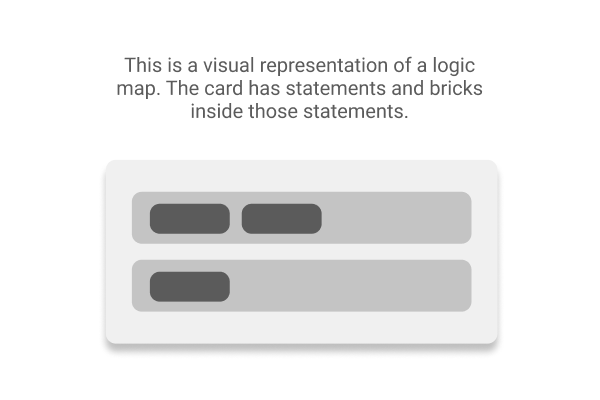 This is a visual representation of a logic
map. The card has statements and bricks
inside those statements.